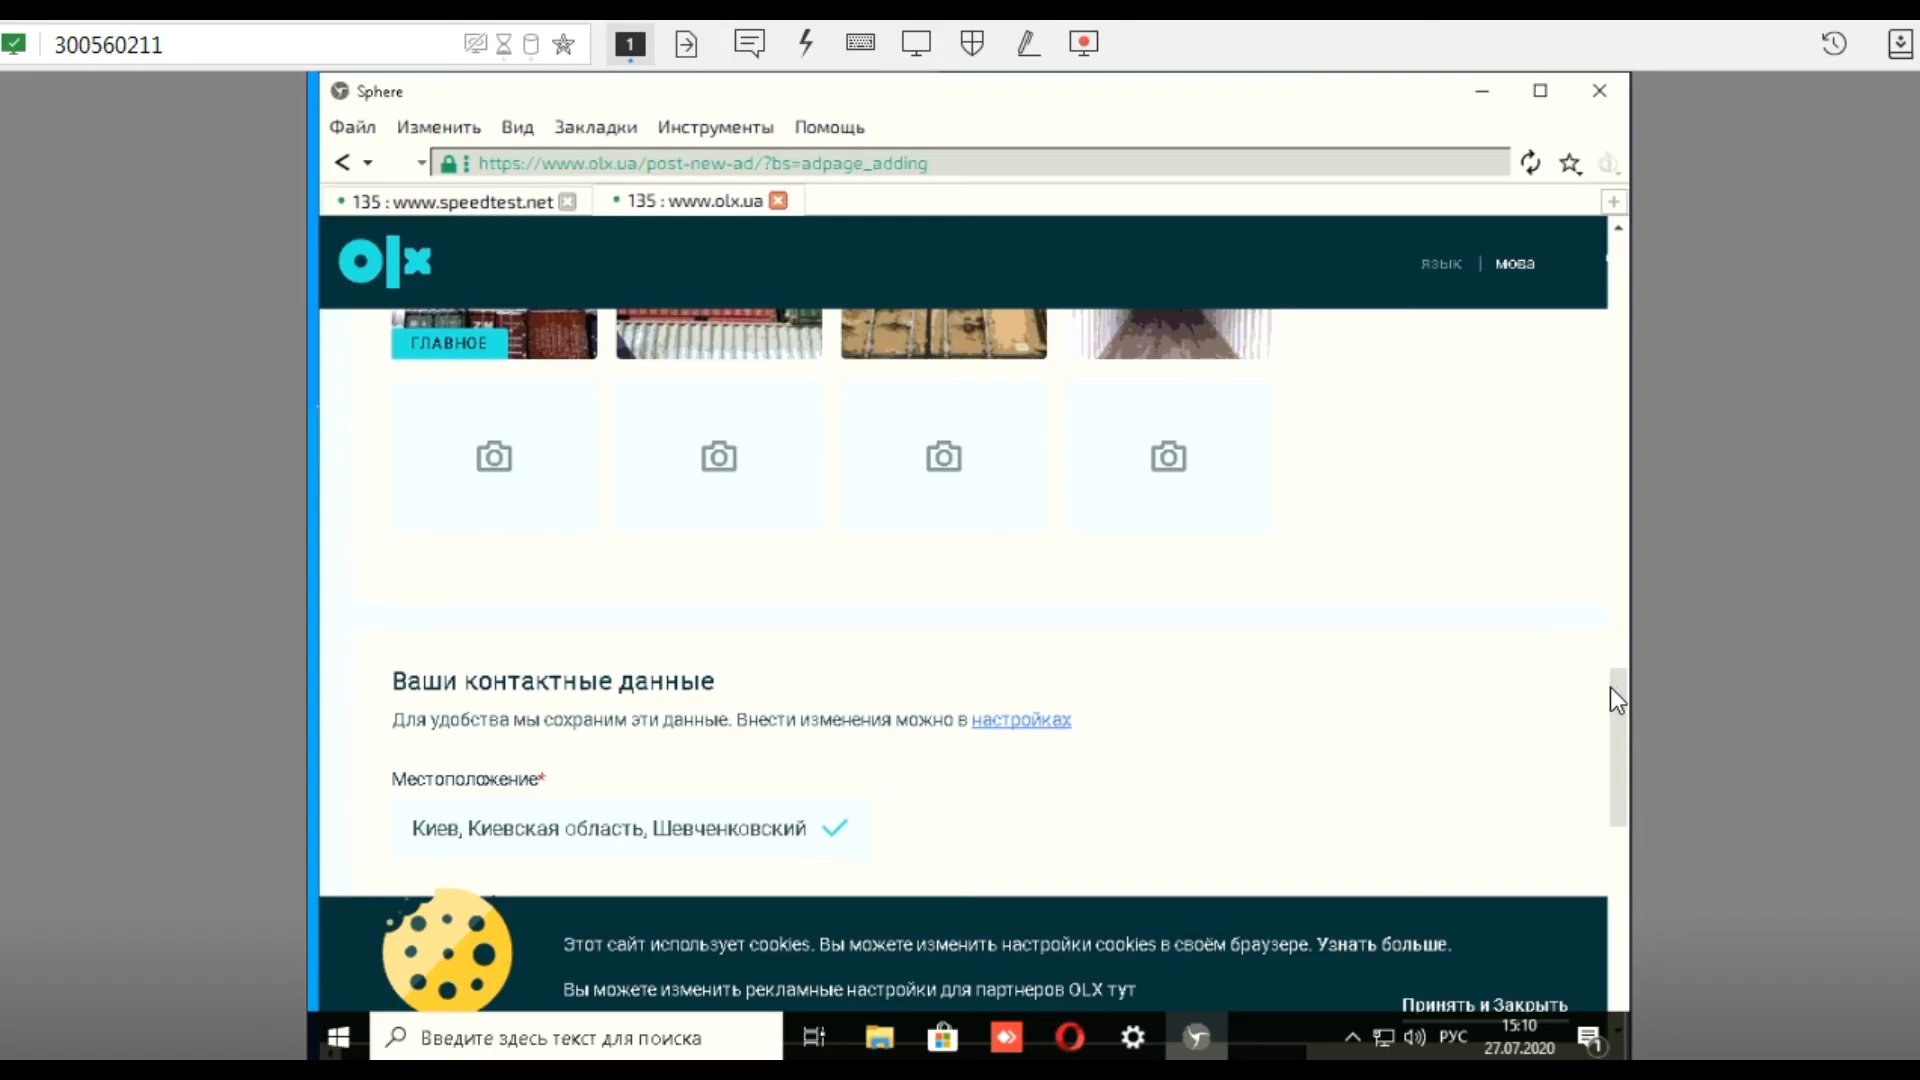 300560211
1
Sphere
Файл Изменить Вид Закладки Инструменты Помощь
https://www.olx.ua/post-new-ad/?bs=adpage_adding
135 : www.speedtest.net
135 : www.olx.ua
olx
язык | мова
ГЛАВНОЕ
Ваши контактные данные
Для удобства мы сохраним эти данные. Внести изменения можно в настройках
Местоположение*
Киев, Киевская область, Шевченковский
Этот сайт использует cookies. Вы можете изменить настройки cookies в своём браузере. Узнать больше.
Вы можете изменить рекламные настройки для партнеров OLX тут
Принять и Закрыть
Введите здесь текст для поиска
РУС
15:10
27.07.2020
1